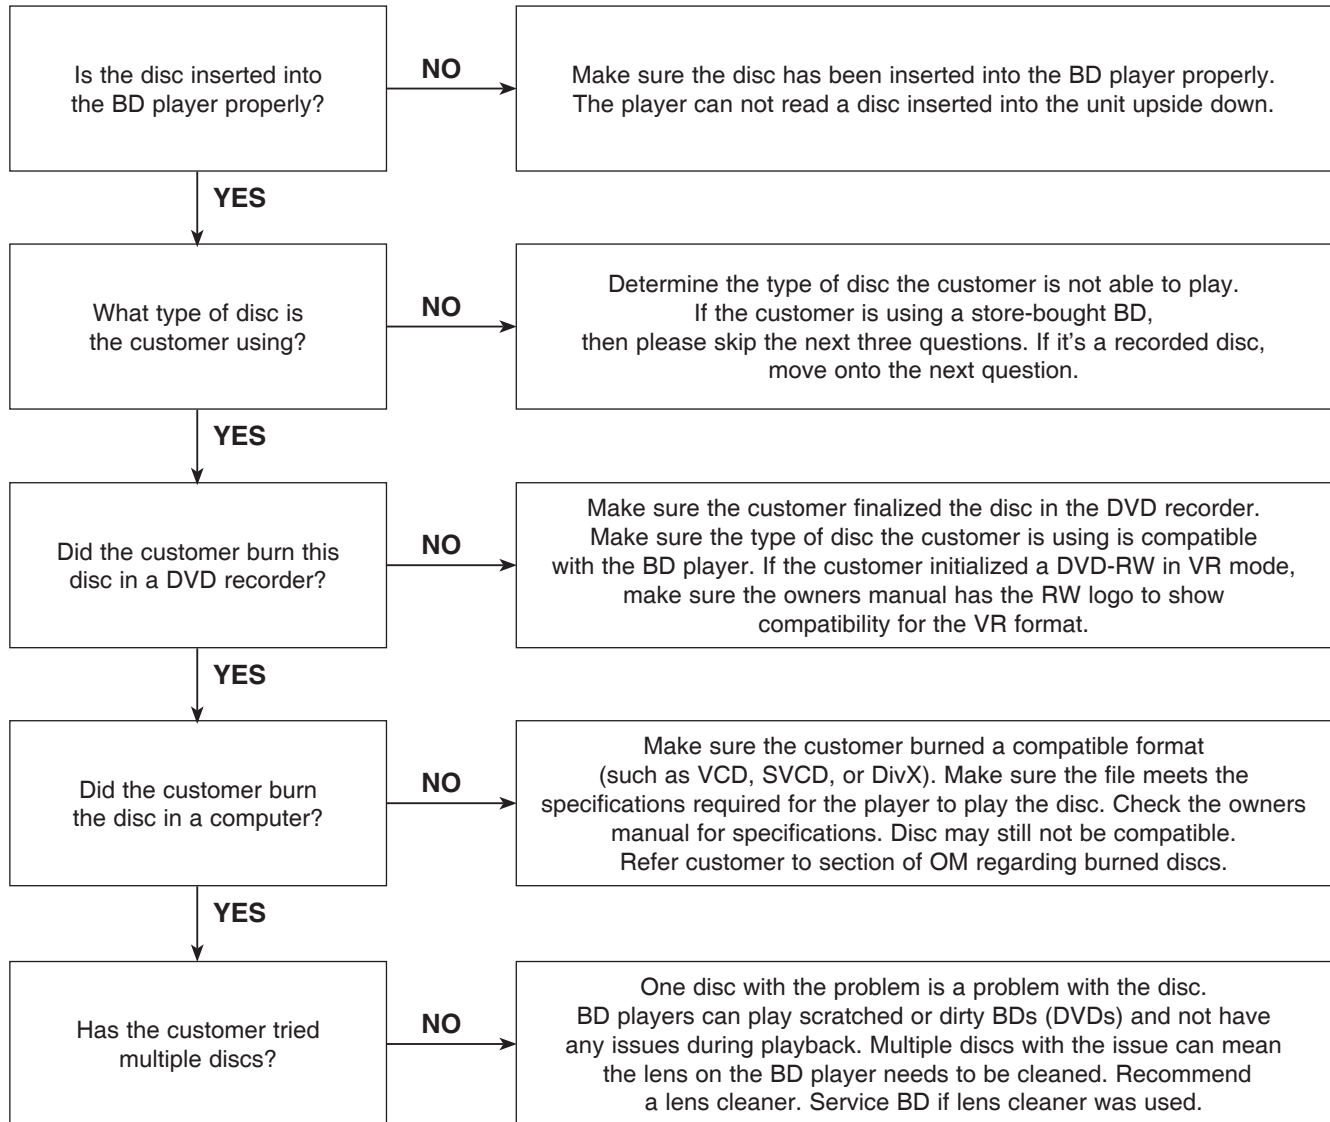 Is the disc inserted into
the BD player properly?
NO
Make sure the disc has been inserted into the BD player properly.
The player can not read a disc inserted into the unit upside down.
YES
What type of disc is
the customer using?
NO
Determine the type of disc the customer is not able to play.
If the customer is using a store-bought BD,
then please skip the next three questions. If it's a recorded disc,
move onto the next question.
YES
Did the customer burn this
disc in a DVD recorder?
NO
Make sure the customer finalized the disc in the DVD recorder.
Make sure the type of disc the customer is using is compatible
with the BD player. If the customer initialized a DVD-RW in VR mode,
make sure the owners manual has the RW logo to show
compatibility for the VR format.
YES
Did the customer burn
the disc in a computer?
NO
Make sure the customer burned a compatible format
(such as VCD, SVCD, or DivX). Make sure the file meets the
specifications required for the player to play the disc. Check the owners
manual for specifications. Disc may still not be compatible.
Refer customer to section of OM regarding burned discs.
YES
Has the customer tried
multiple discs?
NO
One disc with the problem is a problem with the disc.
BD players can play scratched or dirty BDs (DVDs) and not have
any issues during playback. Multiple discs with the issue can mean
the lens on the BD player needs to be cleaned. Recommend
a lens cleaner. Service BD if lens cleaner was used.